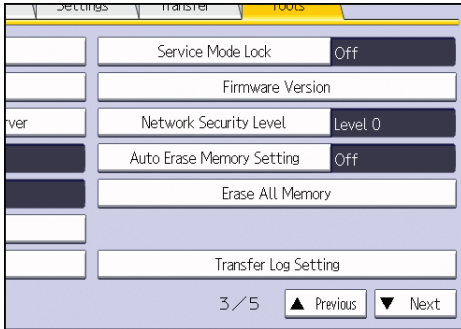 Settings Transfer Tools
Service Mode Lock Off
Firmware Version
rver Network Security Level Level 0
Auto Erase Memory Setting Off
Erase All Memory
Transfer Log Setting
3/5 ▲ Previous ▼ Next